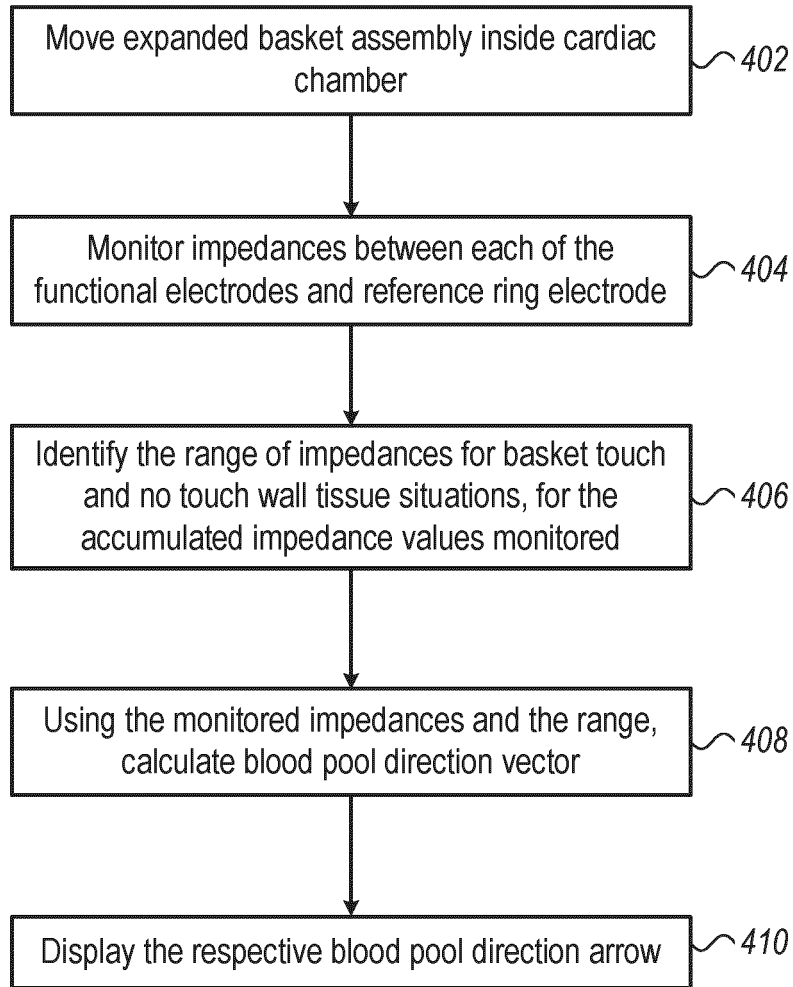 Move expanded basket assembly inside cardiac
chamber
402
Monitor impedances between each of the
functional electrodes and reference ring electrode
404
Identify the range of impedances for basket touch
and no touch wall tissue situations, for the
accumulated impedance values monitored
406
Using the monitored impedances and the range,
calculate blood pool direction vector
408
Display the respective blood pool direction arrow
410